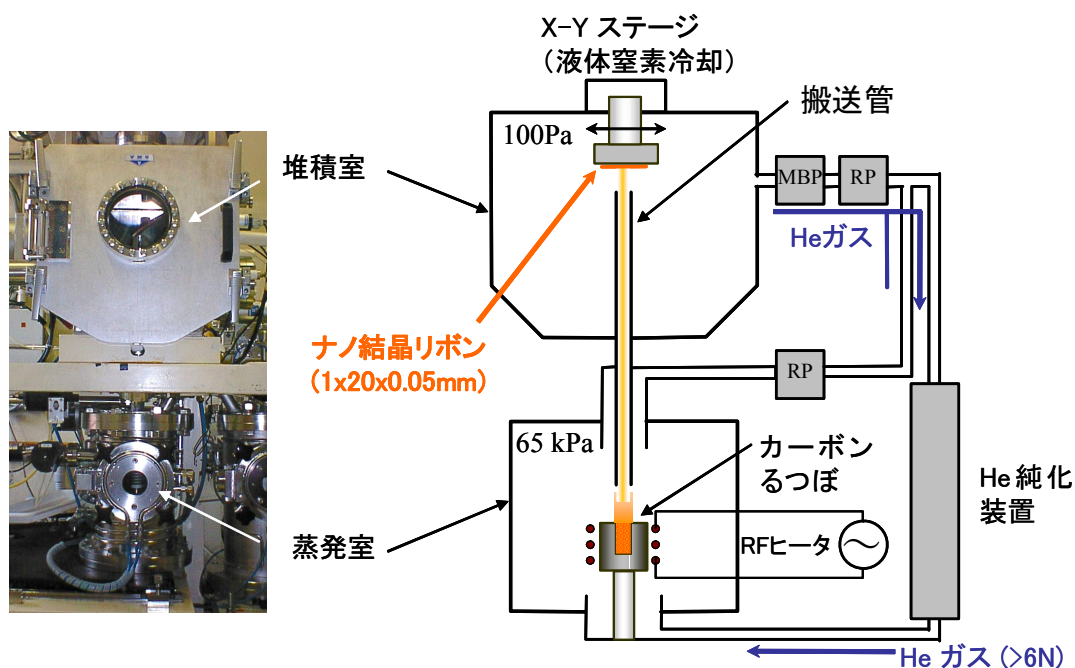 X-Y ステージ
(液体窒素冷却)
搬送管
100Pa
堆積室
MBP
RP
Heガス
ナノ結晶リボン
(1x20x0.05mm)
RP
65 kPa
カーボン
るつぼ
He 純化
装置
RFヒータ
蒸発室
He ガス (>6N)